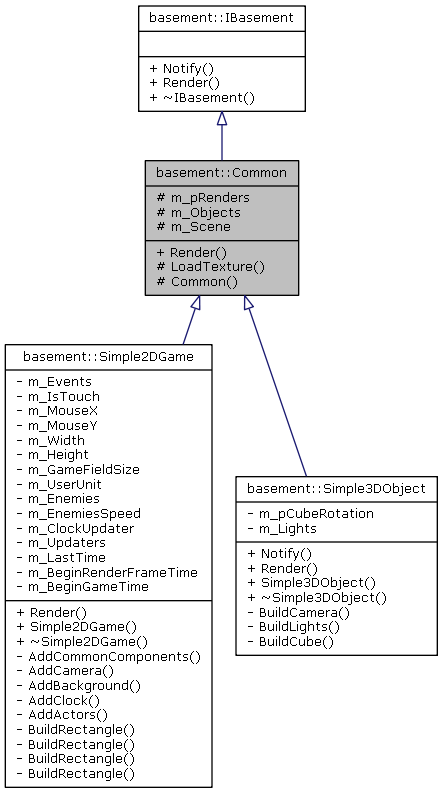 basement::IBasement
+ Notify()
+ Render()
+ ~IBasement()
basement::Common
# m_pRenders
# m_Objects
# m_Scene
+ Render()
# LoadTexture()
# Common()
basement::Simple2DGame
- m_Events
- m_IsTouch
- m_MouseX
- m_MouseY
- m_Width
- m_Height
- m_GameFieldSize
- m_UserUnit
- m_Enemies
- m_EnemiesSpeed
- m_ClockUpdater
- m_Updaters
- m_LastTime
- m_BeginRenderFrameTime
- m_BeginGameTime
+ Render()
+ Simple2DGame()
+ ~Simple2DGame()
- AddCommonComponents()
- AddCamera()
- AddBackground()
- AddClock()
- AddActors()
- BuildRectangle()
- BuildRectangle()
- BuildRectangle()
- BuildRectangle()
basement::Simple3DObject
- m_pCubeRotation
- m_Lights
+ Notify()
+ Render()
+ Simple3DObject()
+ ~Simple3DObject()
- BuildCamera()
- BuildLights()
- BuildCube()